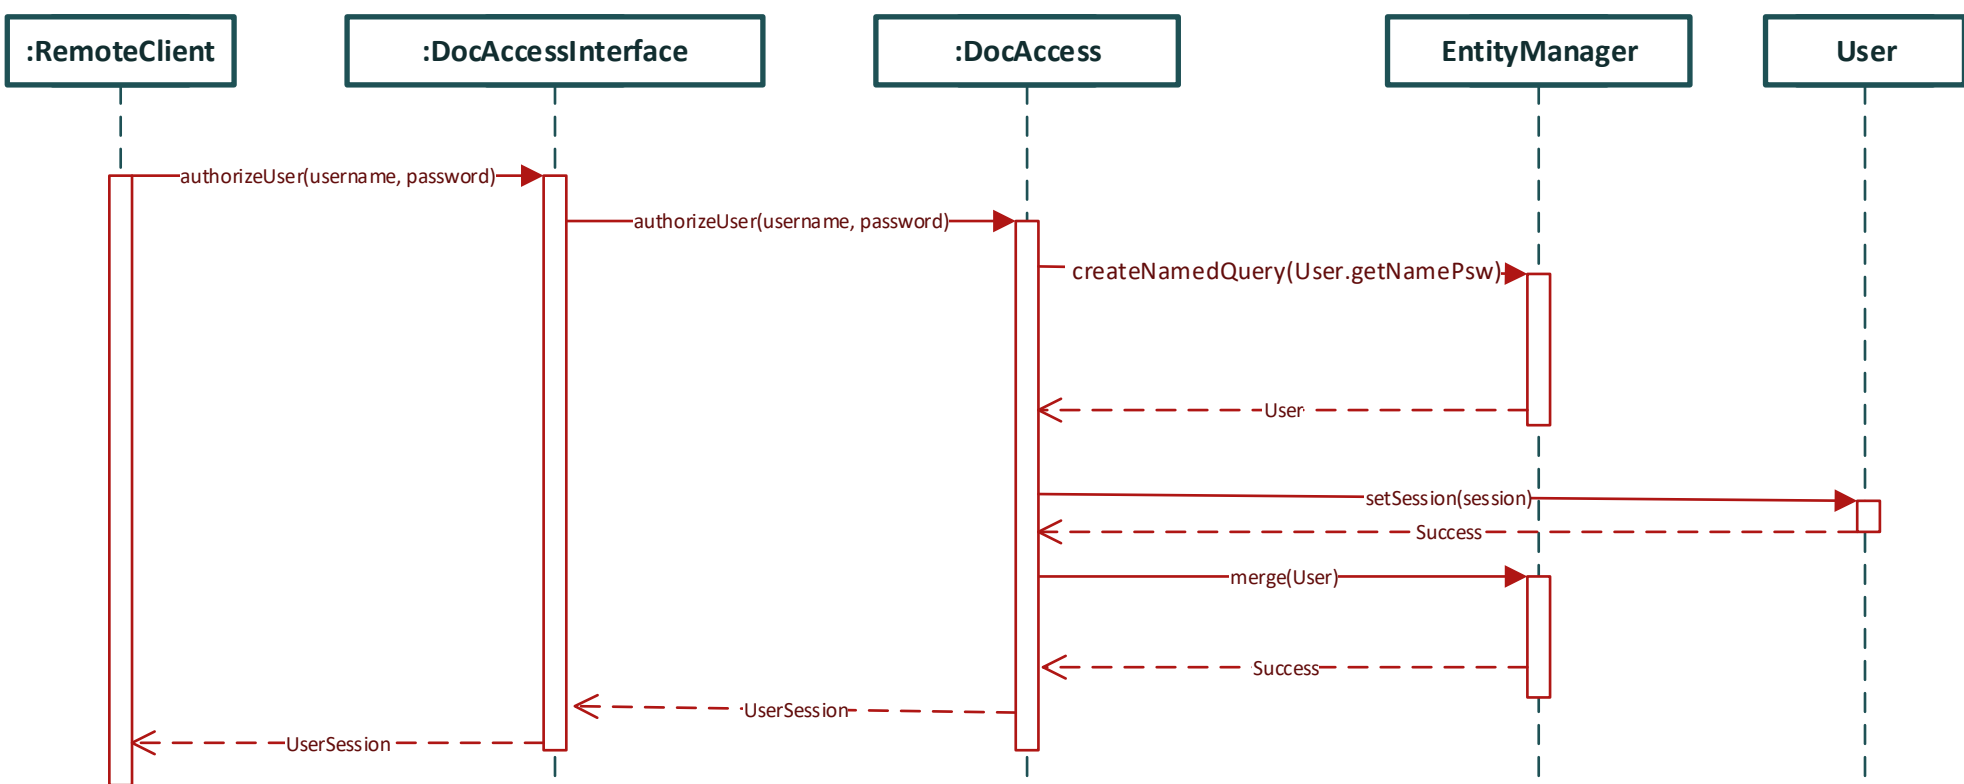 :RemoteClient
:DocAccessInterface
:DocAccess
EntityManager
User
authorizeUser(username, password)
authorizeUser(username, password)
createNamedQuery(User.getNamePsw)
User
setSession(session)
Success
merge(User)
Success
UserSession
UserSession